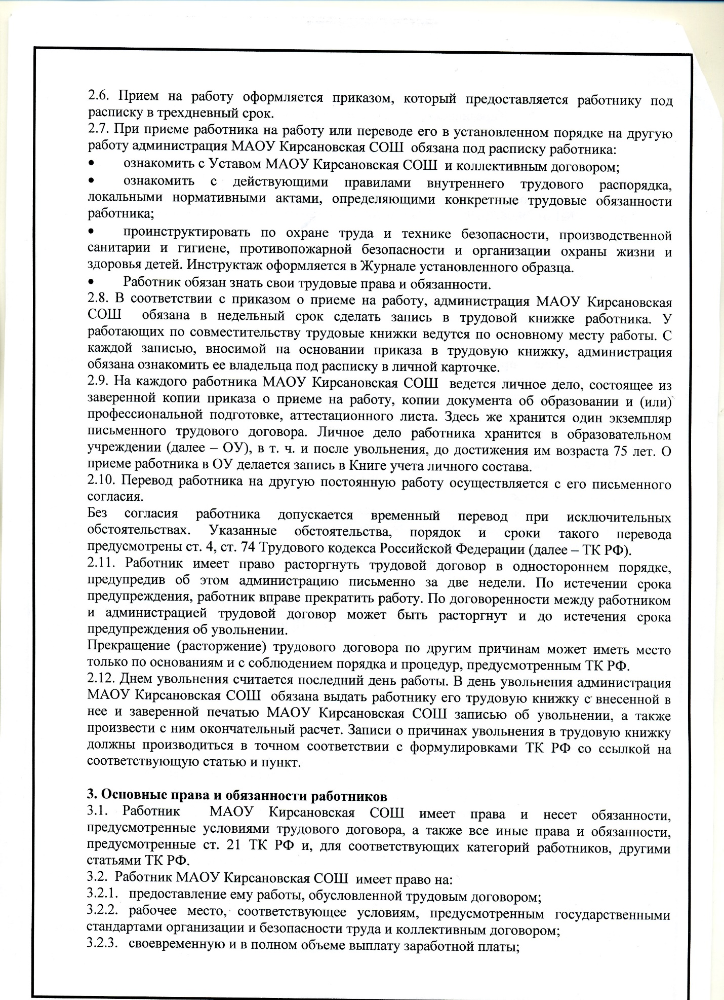 2.6. Прием на работу оформляется приказом, который предоставляется работнику под
расписку в трехдневный срок.
2.7. При приеме работника на работу или переводе его в установленном порядке на другую
работу администрация МАОУ Кирсановская СОШ обязана под расписку работника:
• ознакомить с Уставом МАОУ Кирсановская СОШ и коллективным договором;
• ознакомить с действующими правилами внутреннего трудового распорядка,
локальными нормативными актами, определяющими конкретные трудовые обязанности
работника;
• проинструктировать по охране труда и технике безопасности, производственной
санитарии и гигиене, противопожарной безопасности и организации охраны жизни и
здоровья детей. Инструктаж оформляется в Журнале установленного образца.
• Работник обязан знать свои трудовые права и обязанности.
2.8. В соответствии с приказом о приеме на работу, администрация МАОУ Кирсановская
СОШ обязана в недельный срок сделать запись в трудовой книжке работника. У
работающих по совместительству трудовые книжки ведутся по основному месту работы. С
каждой записью, вносимой на основании приказа в трудовую книжку, администрация
обязана ознакомить ее владельца под расписку в личной карточке.
2.9. На каждого работника МАОУ Кирсановская СОШ ведется личное дело, состоящее из
заверенной копии приказа о приеме на работу, копии документа об образовании и (или)
профессиональной подготовке, аттестационного листа. Здесь же хранится один экземпляр
письменного трудового договора. Личное дело работника хранится в образовательном
учреждении (далее – ОУ), в т. ч. и после увольнения, до достижения им возраста 75 лет. О
приеме работника в ОУ делается запись в Книге учета личного состава.
2.10. Перевод работника на другую постоянную работу осуществляется с его письменного
согласия.
Без согласия работника допускается временный перевод при исключительных
обстоятельствах. Указанные обстоятельства, порядок и сроки такого перевода
предусмотрены ст. 4, ст. 74 Трудового кодекса Российской Федерации (далее – ТК РФ).
2.11. Работник имеет право расторгнуть трудовой договор в одностороннем порядке,
предупредив об этом администрацию письменно за две недели. По истечении срока
предупреждения, работник вправе прекратить работу. По договоренности между работником
и администрацией трудовой договор может быть расторгнут и до истечения срока
предупреждения об увольнении.
Прекращение (расторжение) трудового договора по другим причинам может иметь место
только по основаниям и с соблюдением порядка и процедур, предусмотренным ТК РФ.
2.12. Днем увольнения считается последний день работы. В день увольнения администрация
МАОУ Кирсановская СОШ обязана выдать работнику его трудовую книжку с внесенной в
нее и заверенной печатью МАОУ Кирсановская СОШ записью об увольнении, а также
произвести с ним окончательный расчет. Записи о причинах увольнения в трудовую книжку
должны производиться в точном соответствии с формулировками ТК РФ со ссылкой на
соответствующую статью и пункт.
3. Основные права и обязанности работников
3.1. Работник МАОУ Кирсановская СОШ имеет права и несет обязанности,
предусмотренные условиями трудового договора, а также все иные права и обязанности,
предусмотренные ст. 21 ТК РФ и, для соответствующих категорий работников, другими
статьями ТК РФ.
3.2. Работник МАОУ Кирсановская СОШ имеет право на:
3.2.1. предоставление ему работы, обусловленной трудовым договором;
3.2.2. рабочее место, соответствующее условиям, предусмотренным государственными
стандартами организации и безопасности труда и коллективным договором;
3.2.3. своевременную и в полном объеме выплату заработной платы;